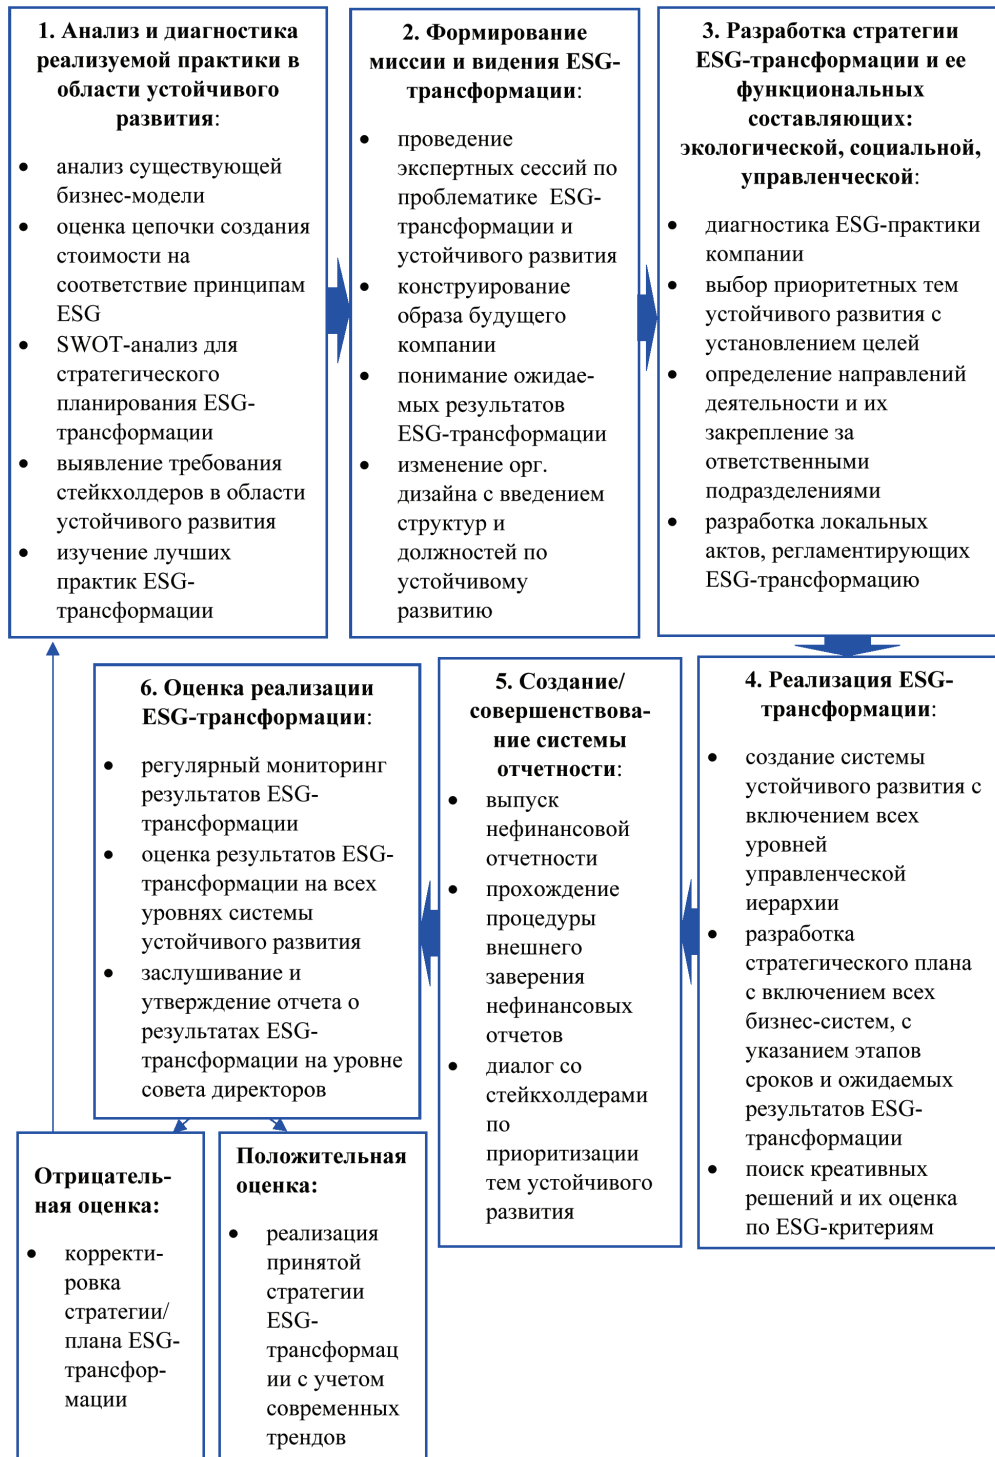 1. Анализ и диагностика
реализуемой практики в
области устойчивого
развития:
• анализ существующей
бизнес-модели
• оценка цепочки создания
стоимости на
соответствие принципам
ESG
• SWOT-анализ для
стратегического
планирования ESG-
трансформации
• выявление требования
стейкхолдеров в области
устойчивого развития
• изучение лучших
практик ESG-
трансформации
2. Формирование
миссии и видения ESG-
трансформации:
• проведение
экспертных сессий по
проблематике ESG-
трансформации и
устойчивого развития
• конструирование
образа будущего
компании
• понимание ожидае-
мых результатов
ESG-трансформации
• изменение орг.
дизайна с введением
структур и
должностей по
устойчивому
развитию
3. Разработка стратегии
ESG-трансформации и ее
функциональных
составляющих:
экологической, социальной,
управленческой:
• диагностика ESG-практики
компании
• выбор приоритетных тем
устойчивого развития с
установлением целей
• определение направлений
деятельности и их
закрепление за
ответственными
подразделениями
• разработка локальных
актов, регламентирующих
ESG-трансформацию
4. Реализация ESG-
трансформации:
• создание системы
устойчивого развития с
включением всех
уровней
управленческой
иерархии
• разработка
стратегического плана
с включением всех
бизнес-систем, с
указанием этапов
сроков и ожидаемых
результатов ESG-
трансформации
• поиск креативных
решений и их оценка
по ESG-критериям
5. Создание/
совершенствова-
ние системы
отчетности:
• выпуск
нефинансовой
отчетности
• прохождение
процедуры
внешнего
заверения
нефинансовых
отчетов
• диалог со
стейкхолдерами
по
приоритизации
тем устойчивого
развития
6. Оценка реализации
ESG-трансформации:
• регулярный мониторинг
результатов ESG-
трансформации
• оценка результатов ESG-
трансформации на всех
уровнях системы
устойчивого развития
• заслушивание и
утверждение отчета о
результатах ESG-
трансформации на уровне
совета директоров
Отрицатель-
ная оценка:
• корректи-
ровка
стратегии/
плана ESG-
трансфор-
мации
Положительная
оценка:
• реализация
принятой
стратегии
ESG-
трансформац
ии с учетом
современных
трендов